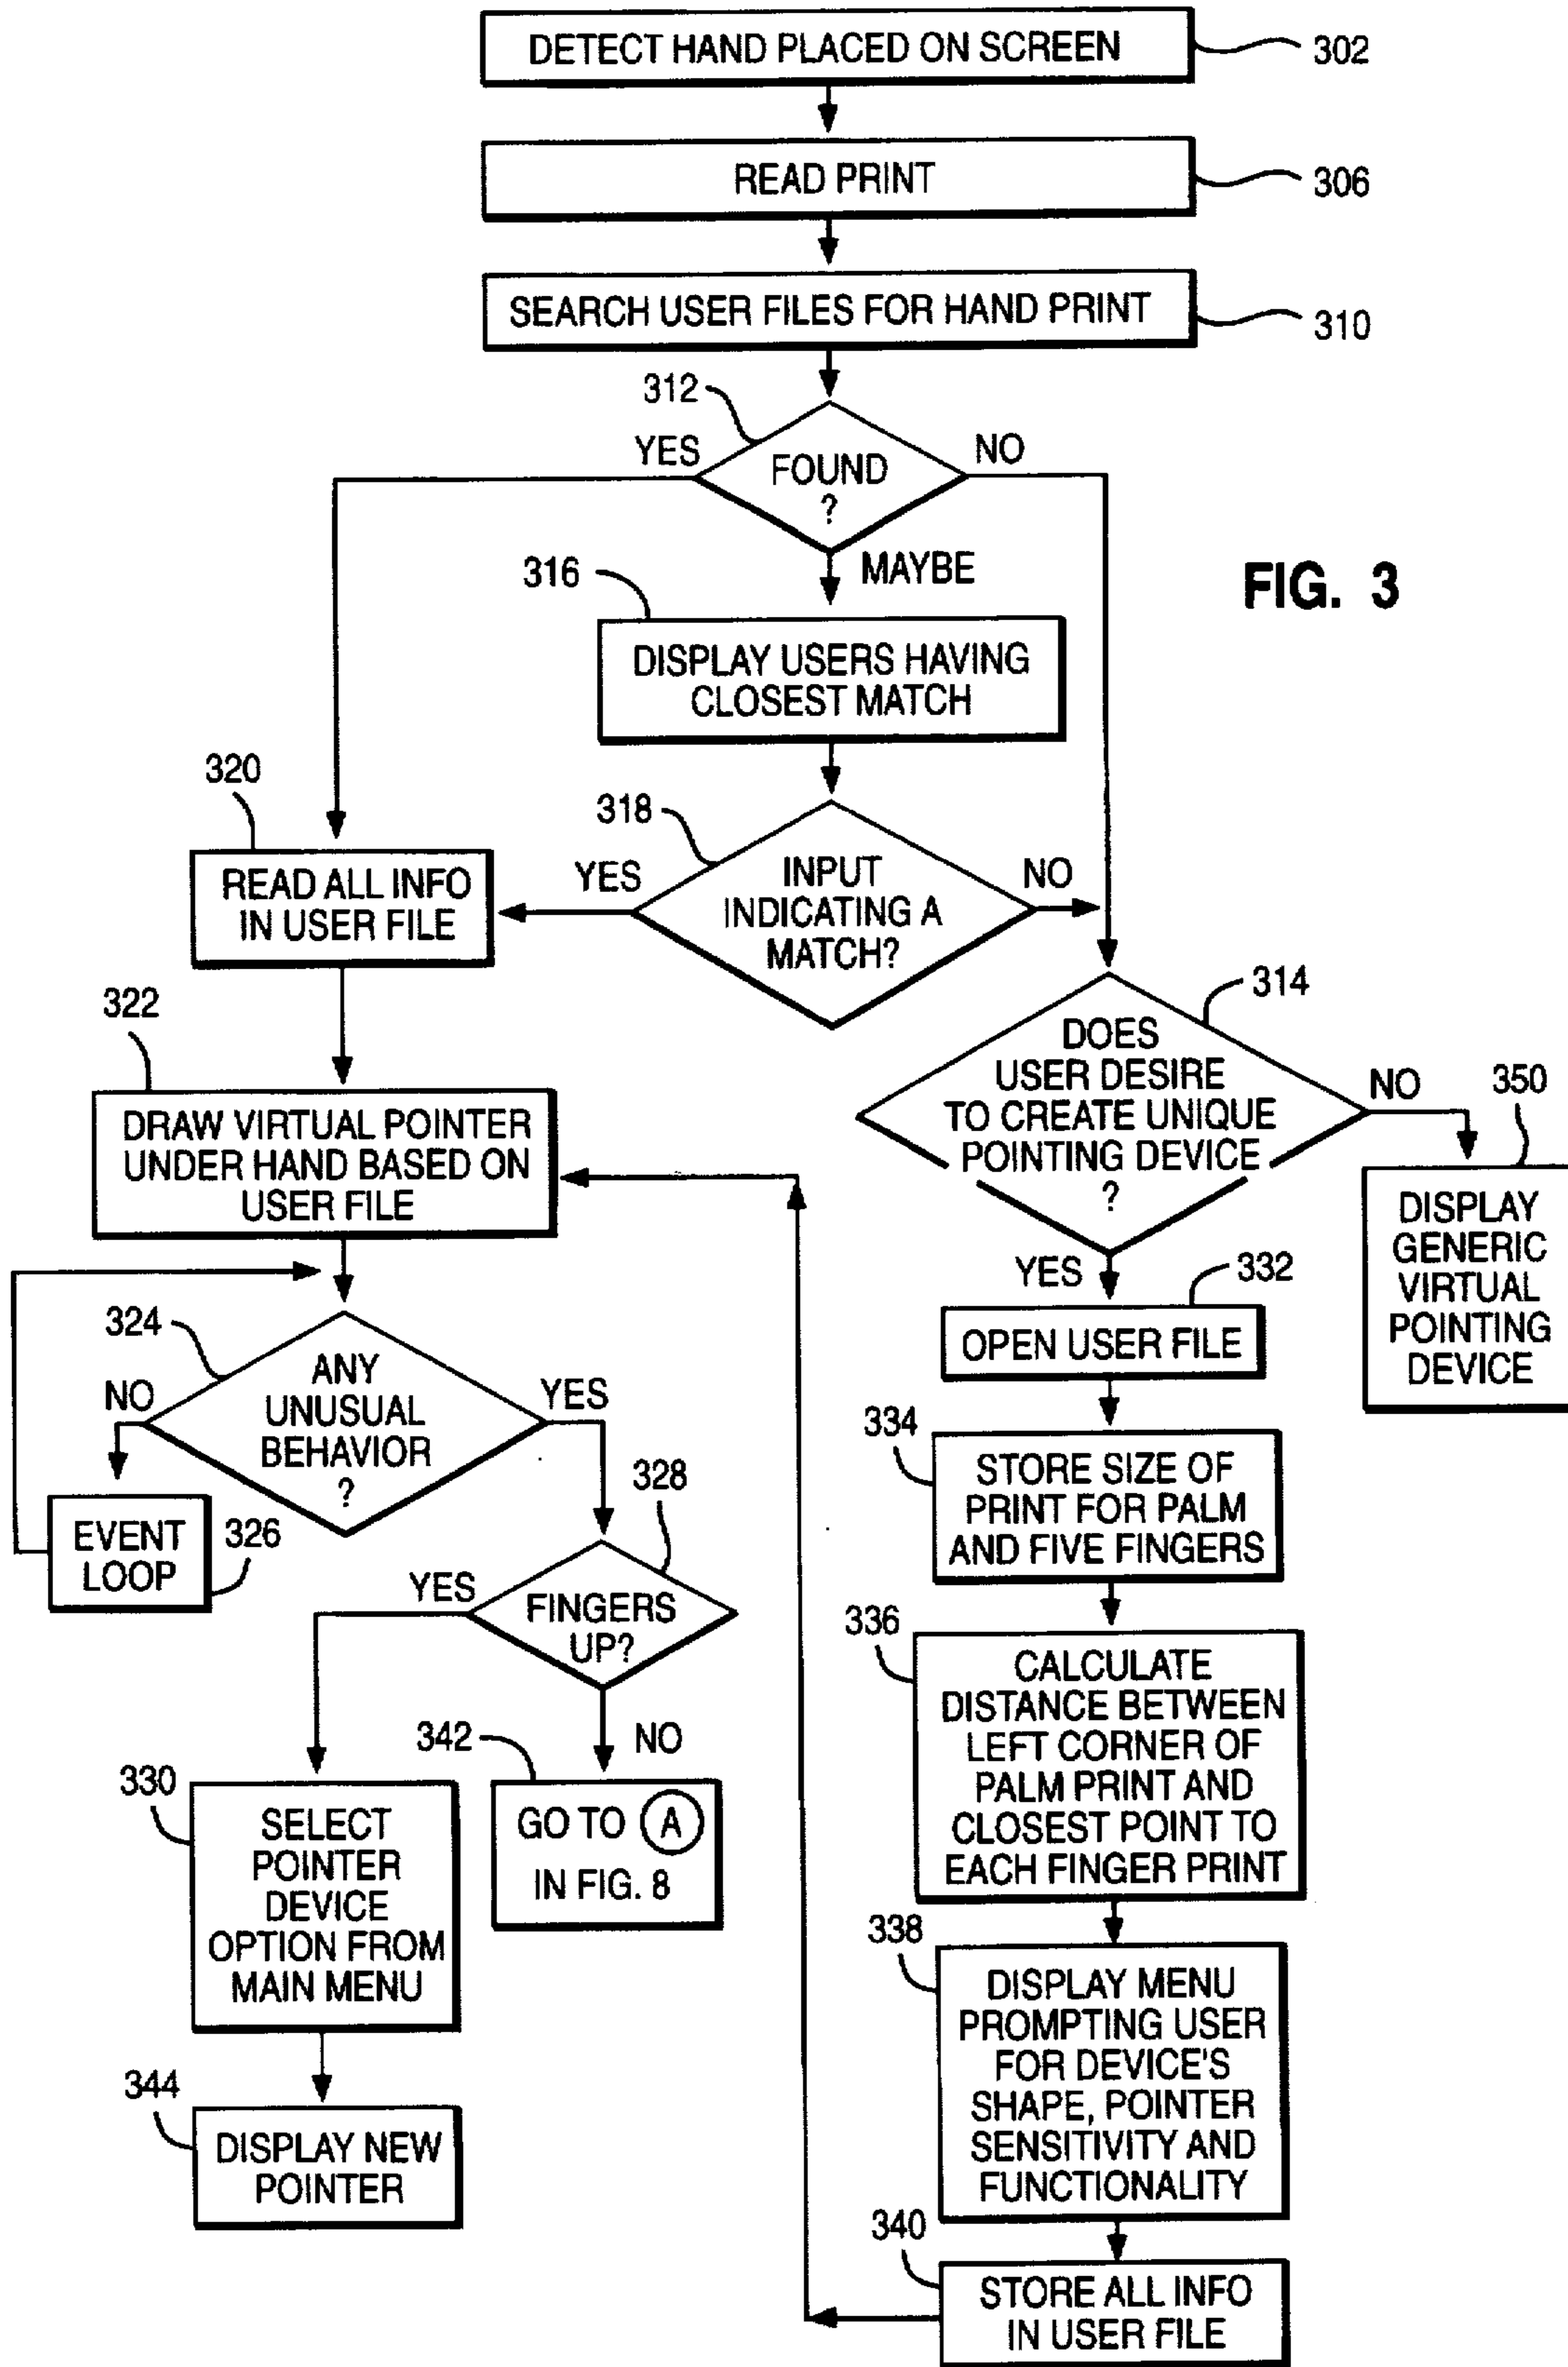 DETECT HAND PLACED ON SCREEN
302
READ PRINT
306
SEARCH USER FILES FOR HAND PRINT
310
312
YES
NO
FOUND
?
MAYBE
FIG. 3
316
DISPLAY USERS HAVING
CLOSEST MATCH
320
318
READ ALL INFO
IN USER FILE
YES
INPUT
INDICATING A
MATCH?
NO
314
322
DOES
USER DESIRE
TO CREATE UNIQUE
POINTING DEVICE
?
NO
350
DISPLAY
GENERIC
VIRTUAL
POINTING
DEVICE
DRAW VIRTUAL POINTER
UNDER HAND BASED ON
USER FILE
YES
332
OPEN USER FILE
324
NO
ANY
UNUSUAL
BEHAVIOR
?
YES
334
STORE SIZE OF
PRINT FOR PALM
AND FIVE FINGERS
328
EVENT
LOOP
326
YES
FINGERS
UP?
NO
336
CALCULATE
DISTANCE BETWEEN
LEFT CORNER OF
PALM PRINT AND
CLOSEST POINT TO
EACH FINGER PRINT
342
GO TO A
IN FIG. 8
330
SELECT
POINTER
DEVICE
OPTION FROM
MAIN MENU
338
DISPLAY MENU
PROMPTING USER
FOR DEVICE'S
SHAPE, POINTER
SENSITIVITY AND
FUNCTIONALITY
344
DISPLAY NEW
POINTER
340
STORE ALL INFO
IN USER FILE